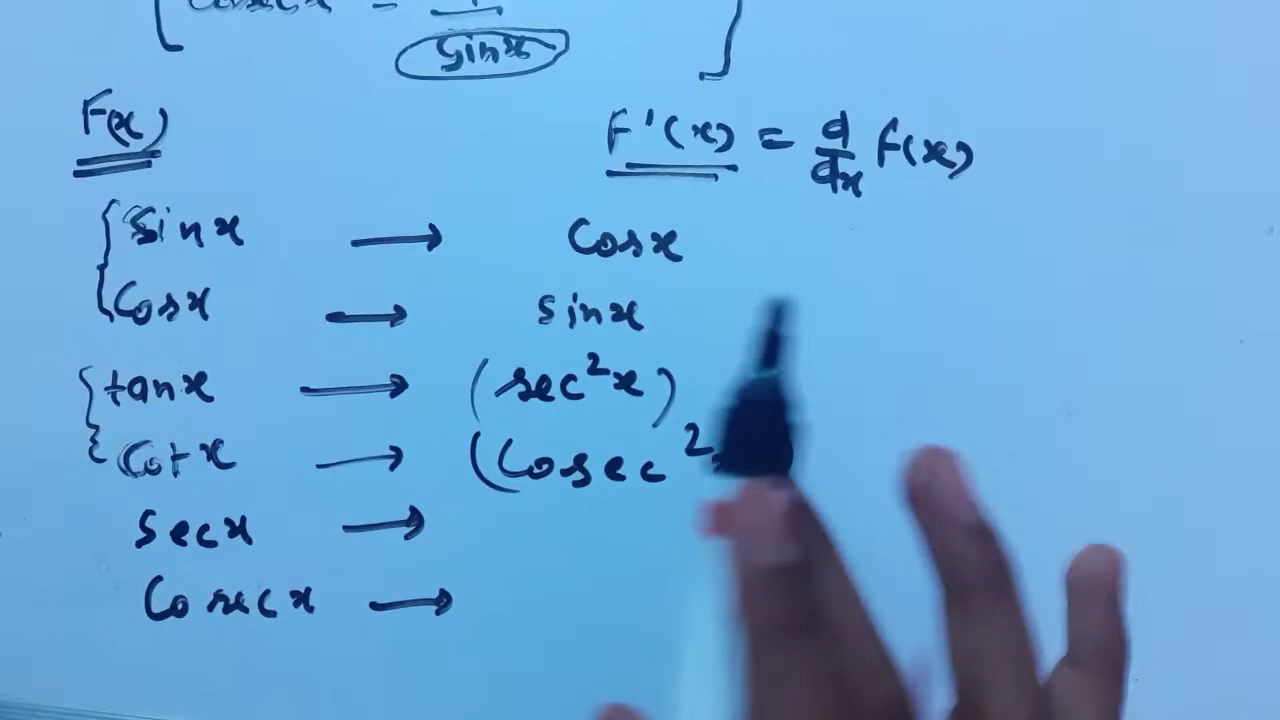 sinx
F(x) F'(x) = d/dx f(x)
sinx → cosx
cosx → sinx
tanx → (sec²x)
cotx → (cosec²
secx →
cosecx →